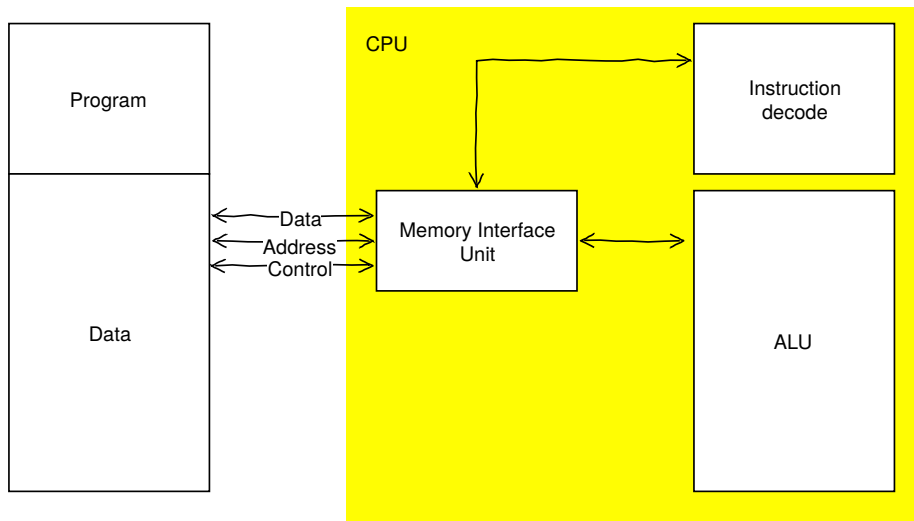 CPU
Program
Instruction
decode
Data
Address
Control
Memory Interface
Unit
Data
ALU